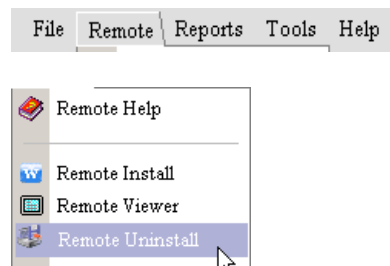 File Remote Reports Tools Help
Remote Help
Remote Install
Remote Viewer
Remote Uninstall